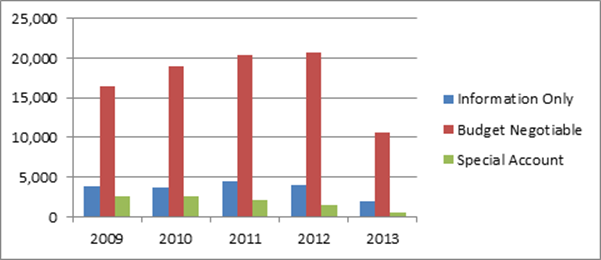 25,000
20,000
15,000
10,000
5,000
0
2009 2010 2011 2012 2013
Information Only
Budget Negotiable
Special Account